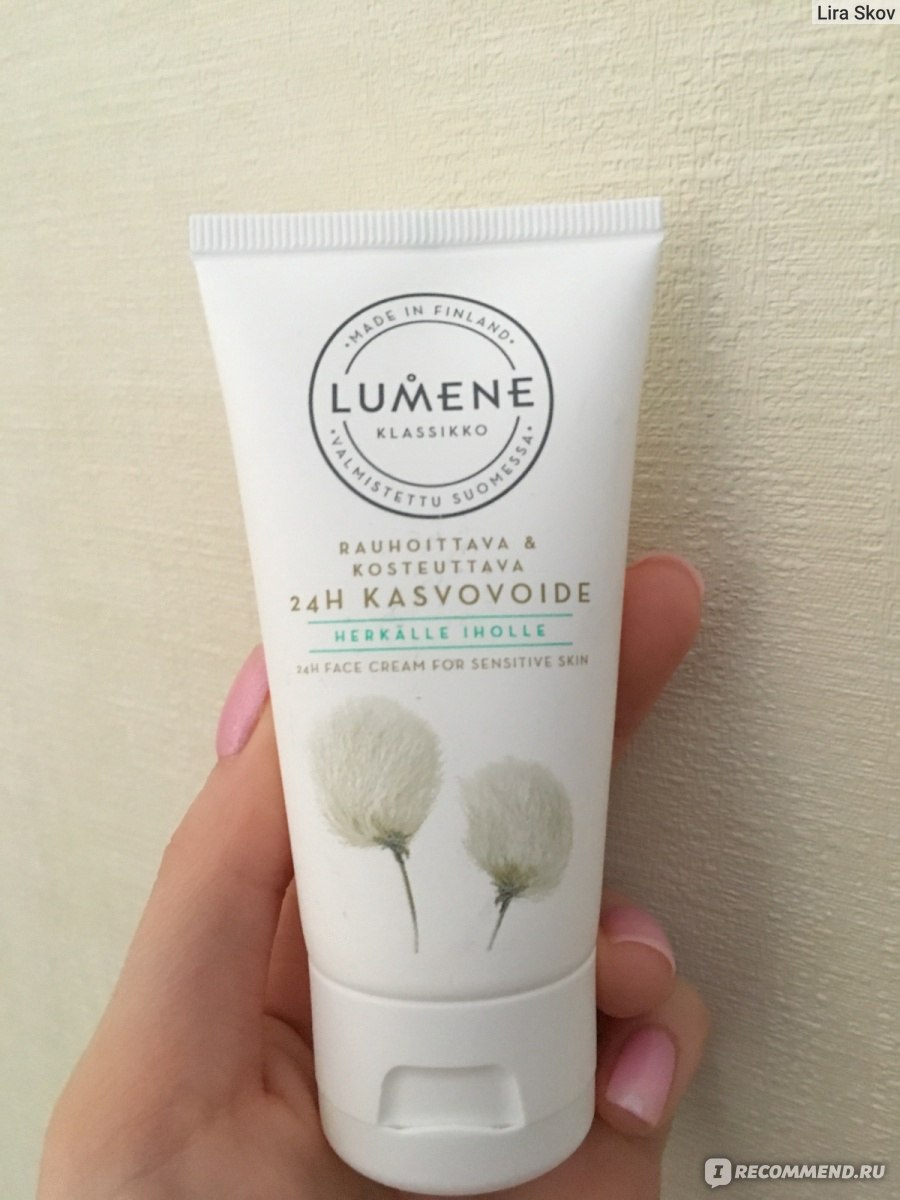 Lira Skov
•MADE IN FINLAND•
LUMENE
KLASSIKKO
•VALMISTETTU SUOMESSA•
RAUHOITTAVA &
KOSTEUTTAVA
24H KASVOVOIDE
HERKÄLLE IHOLLE
24H FACE CREAM FOR SENSITIVE SKIN
IRECOMMEND.RU